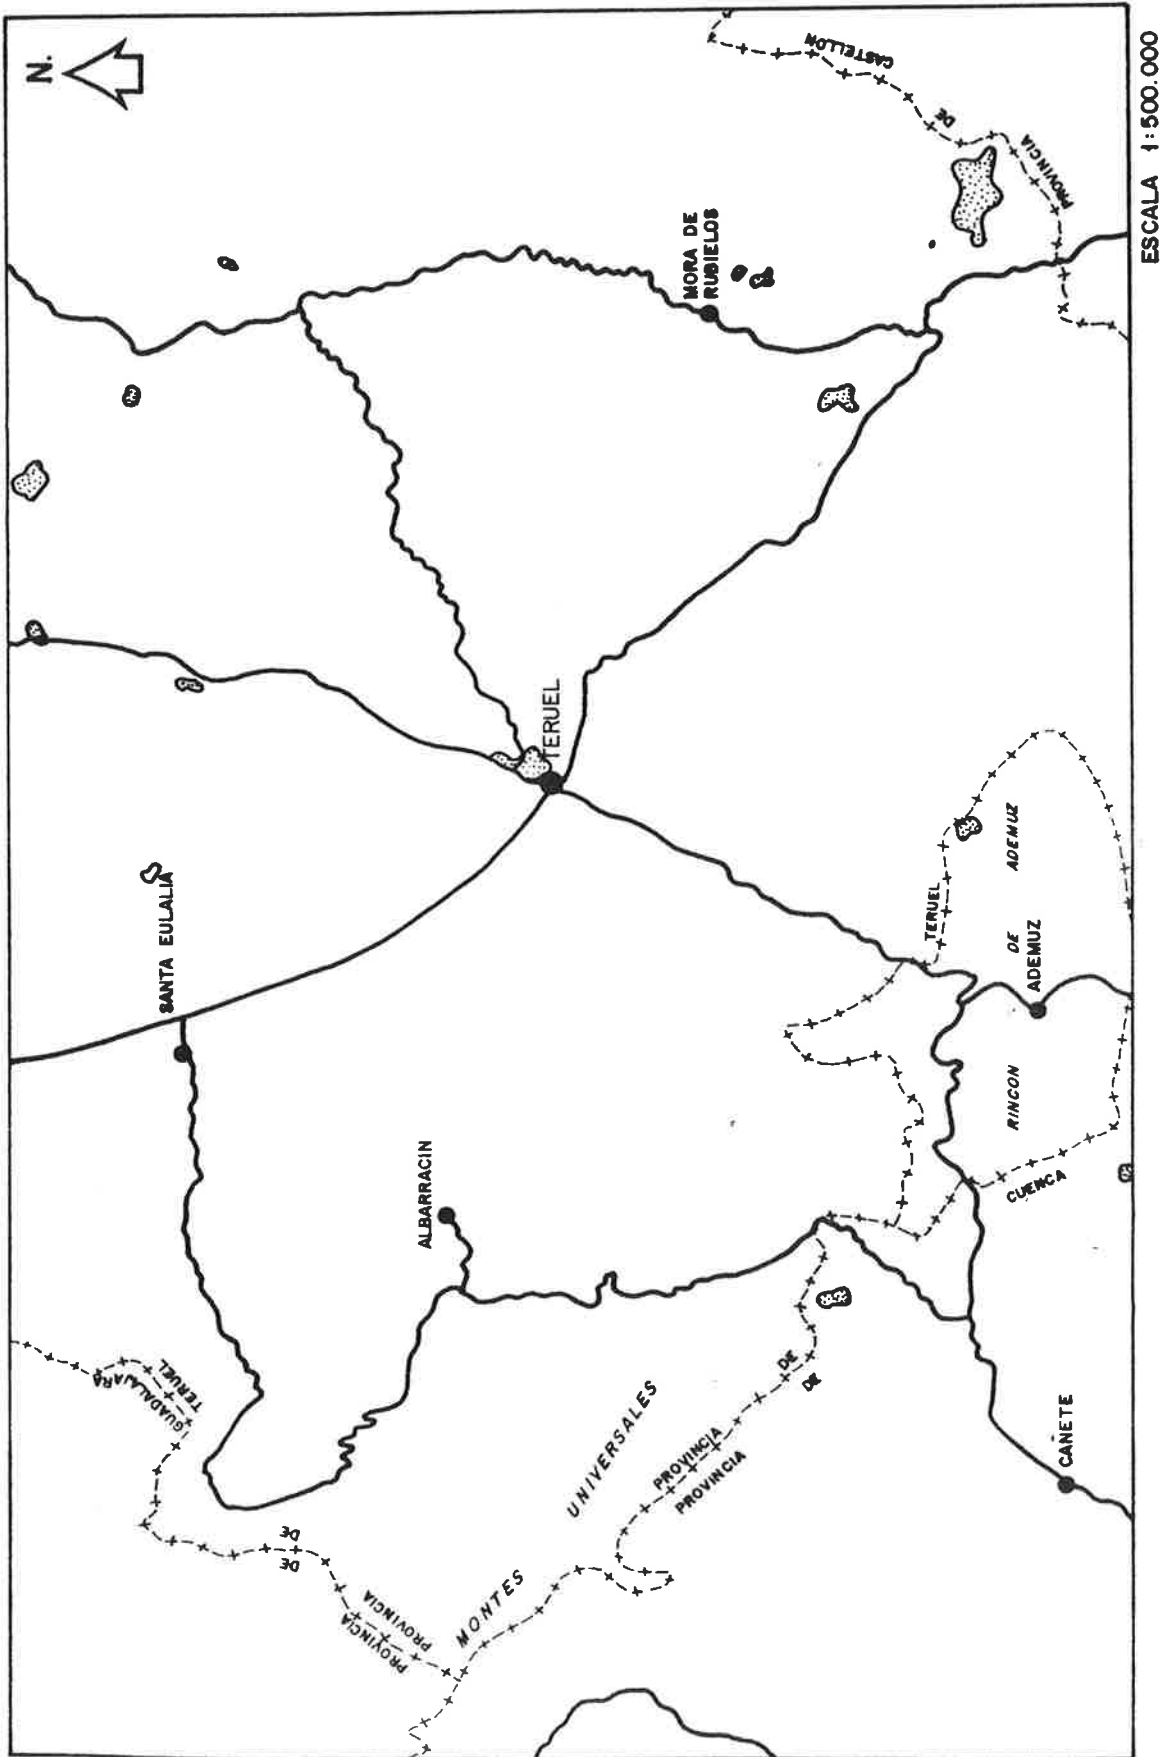 N.
SANTA EULALIA
TERUEL
MORA DE
RUBIELOS
ALBARRACIN
GUADALAJARA
TERUEL
DE
DE
PROVINCIA
PROVINCIA
MONTES
UNIVERSALES
PROVINCIA
PROVINCIA
DE
DE
CUENCA
TERUEL
RINCON
DE
ADEMUZ
ADEMUZ
CAÑETE
PROVINCIA
DE
CASTELLON
ESCALA 1:500.000